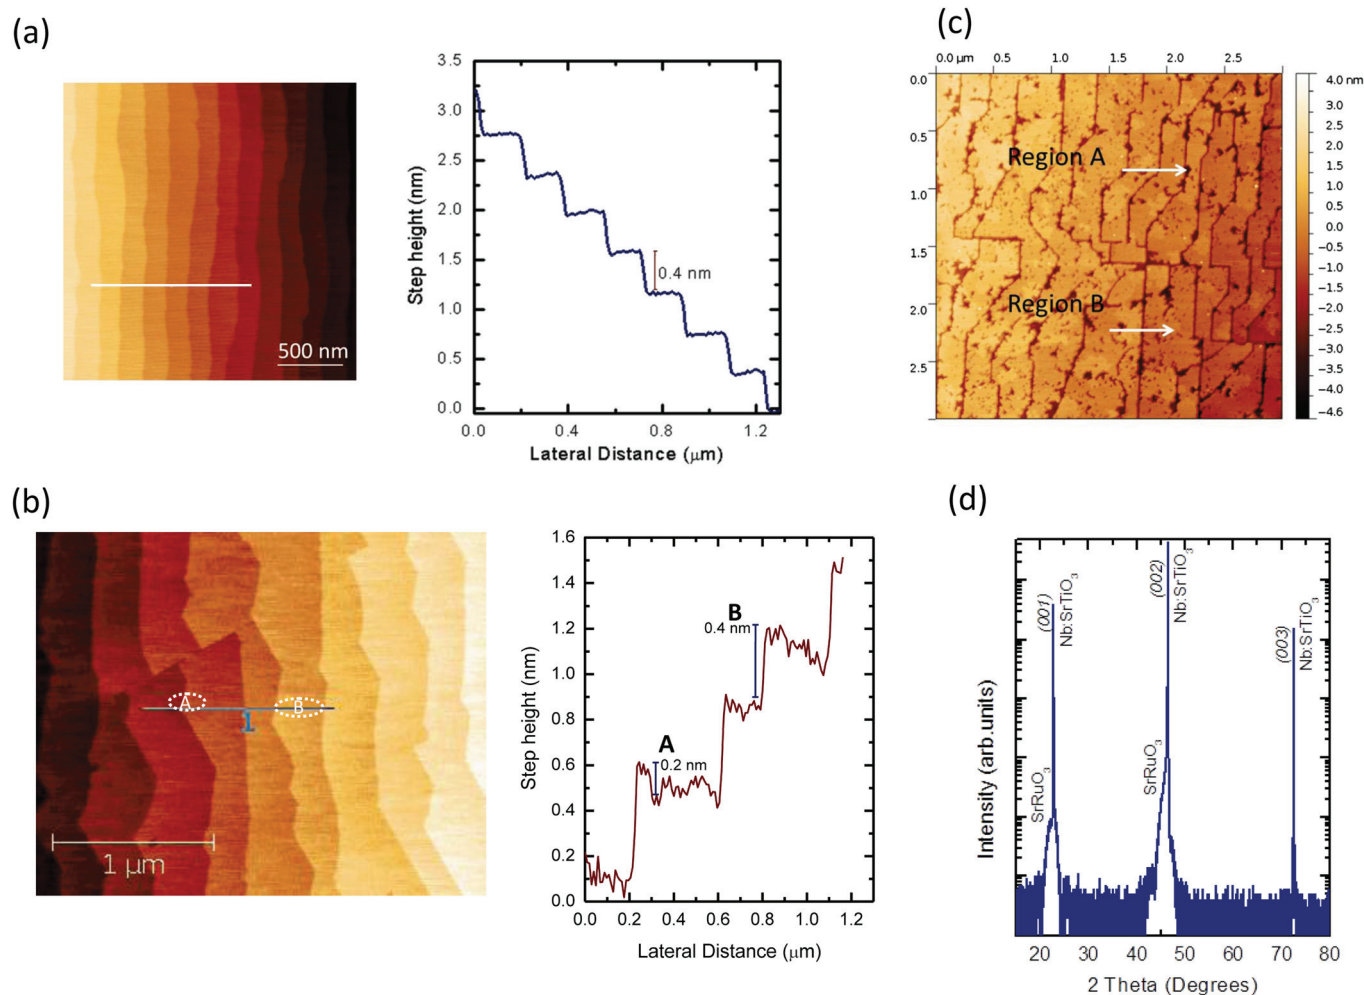 (a)
500 nm
Step height (nm)
3.5
3.0
2.5
2.0
1.5
1.0
0.5
0.0
0.4 nm
0.0 0.4 0.8 1.2
Lateral Distance (μm)
(c)
0.0 μm 0.5 1.0 1.5 2.0 2.5
0.0
0.5
1.0
1.5
2.0
2.5
Region A
Region B
4.0 nm
3.0
2.5
2.0
1.5
1.0
0.5
0.0
−0.5
−1.0
−1.5
−2.0
−2.5
−3.0
−3.5
−4.0
−4.6
(b)
A
B
1
1 μm
Step height (nm)
1.6
1.4
1.2
1.0
0.8
0.6
0.4
0.2
0.0
B
0.4 nm
A
0.2 nm
0.0 0.2 0.4 0.6 0.8 1.0 1.2
Lateral Distance (μm)
(d)
Intensity (arb.units)
SrRuO3
(001)
Nb:SrTiO3
SrRuO3
(002)
Nb:SrTiO3
(003)
Nb:SrTiO3
20 30 40 50 60 70 80
2 Theta (Degrees)